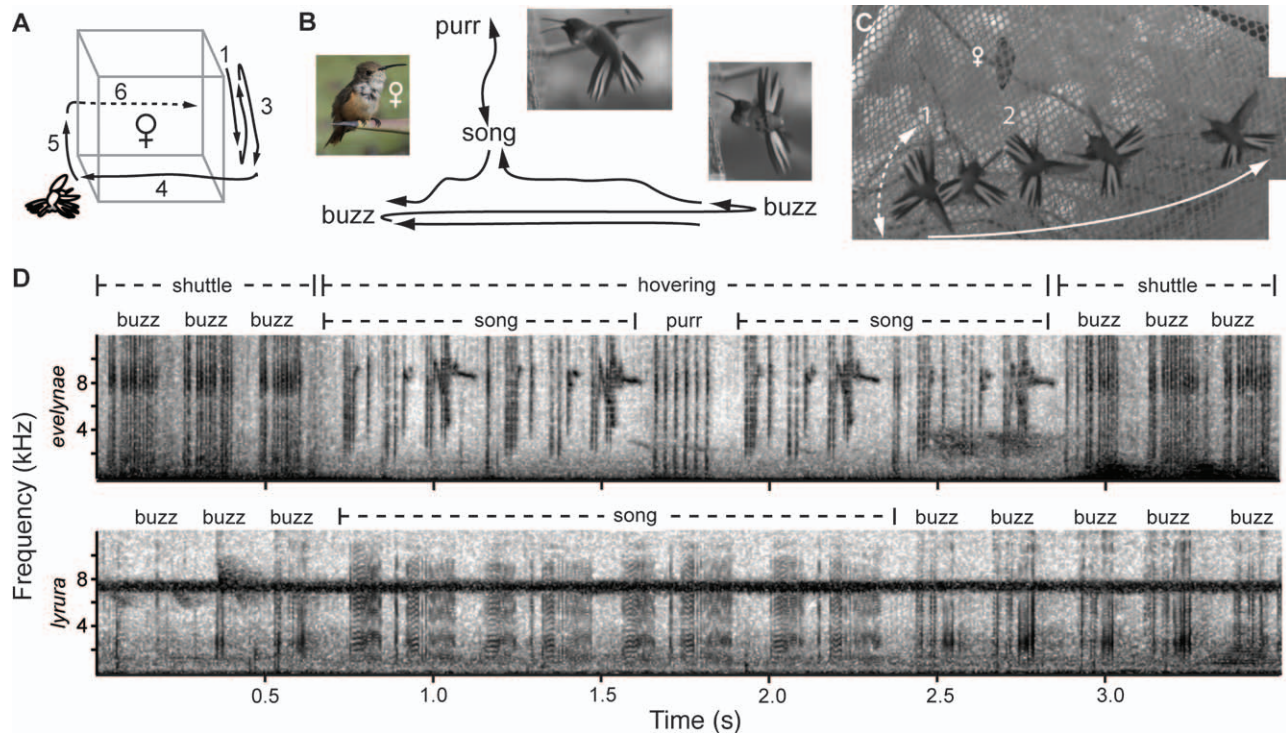 A
1
3
6
♀
5
4
B
purr
♀
song
buzz
buzz
C
♀
1
2
D
shuttle
hovering
shuttle
buzz buzz buzz
song
purr
song
buzz buzz buzz
Frequency (kHz)
evelynae
8
4
buzz buzz buzz
song
buzz buzz buzz buzz buzz
lyrura
8
4
0.5 1.0 1.5 2.0 2.5 3.0
Time (s)